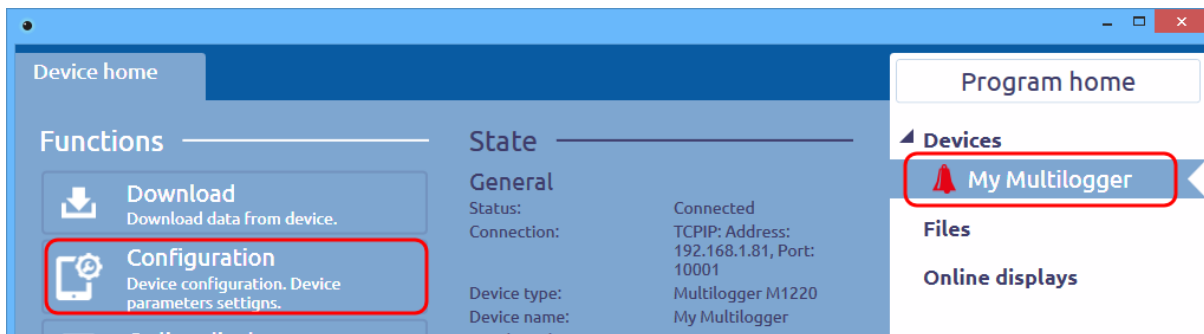 Device home
Functions
Download
Download data from device.
Configuration
Device configuration. Device
parameters settigns.
State
General
Status: Connected
Connection: TCPIP: Address:
192.168.1.81, Port:
10001
Device type: Multilogger M1220
Device name: My Multilogger
Program home
Devices
My Multilogger
Files
Online displays